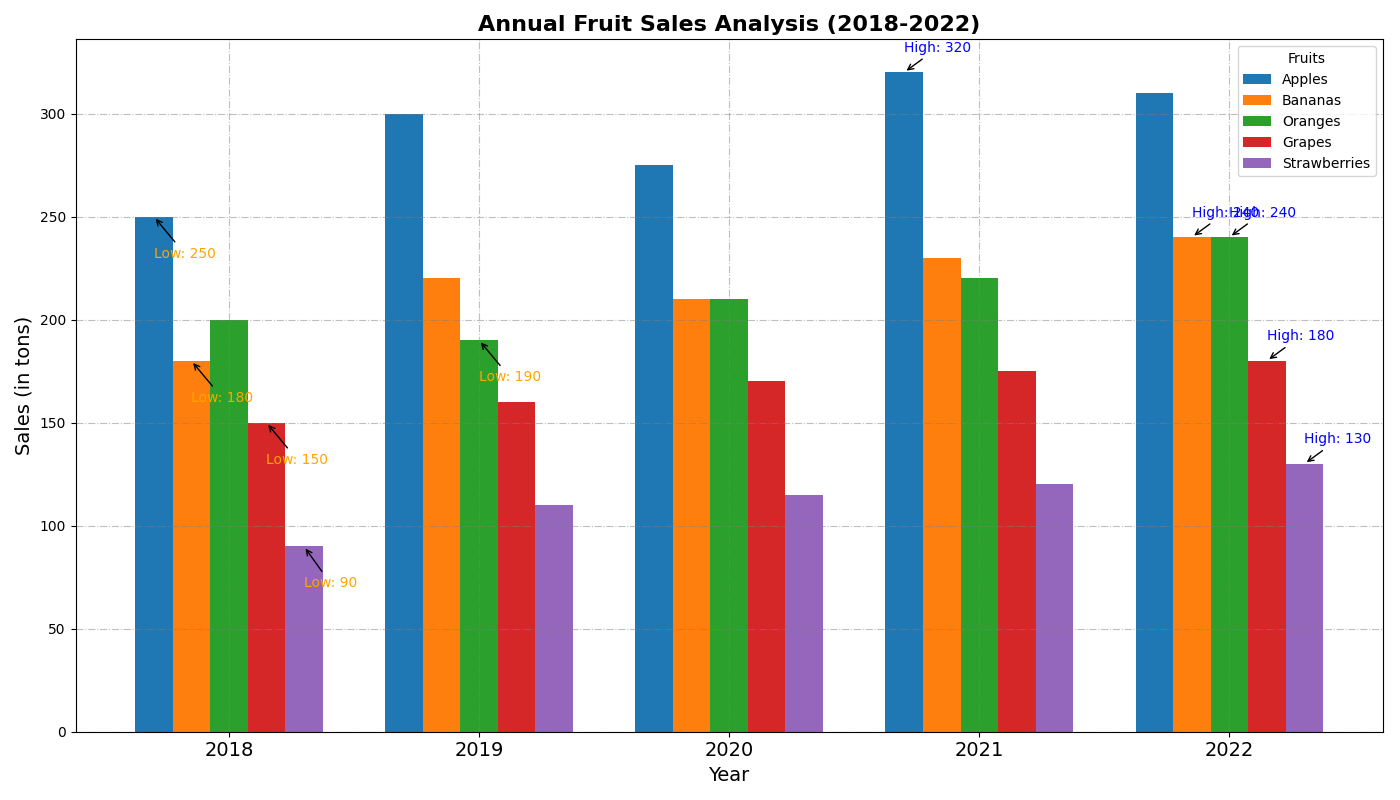 Annual Fruit Sales Analysis (2018-2022)
High: 320
Fruits
Apples
Bananas
Oranges
Grapes
Strawberries
300
250
200
150
100
50
0
Sales (in tons)
Low: 250
Low: 180
Low: 150
Low: 90
Low: 190
High: 240
High: 240
High: 180
High: 130
2018
2019
2020
2021
2022
Year